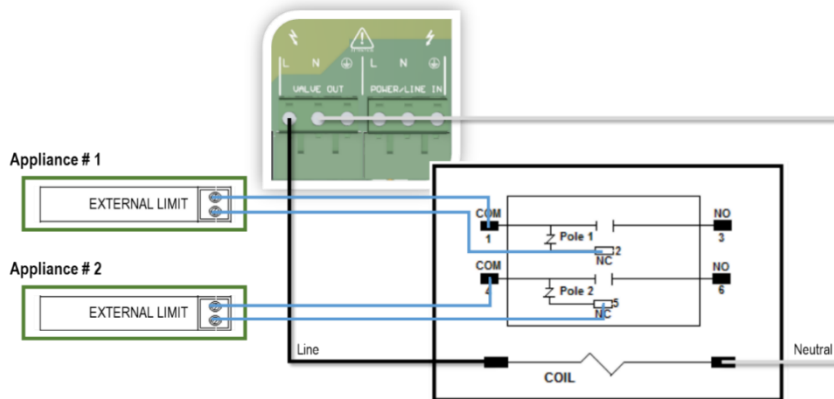 L N L N
VALVE OUT POWER/LINE IN
Appliance # 1
EXTERNAL LIMIT
COM
1
Pole 1
2
NC
NO
3
Appliance # 2
EXTERNAL LIMIT
COM
4
Pole 2
5
NC
NO
6
Line
Neutral
COIL